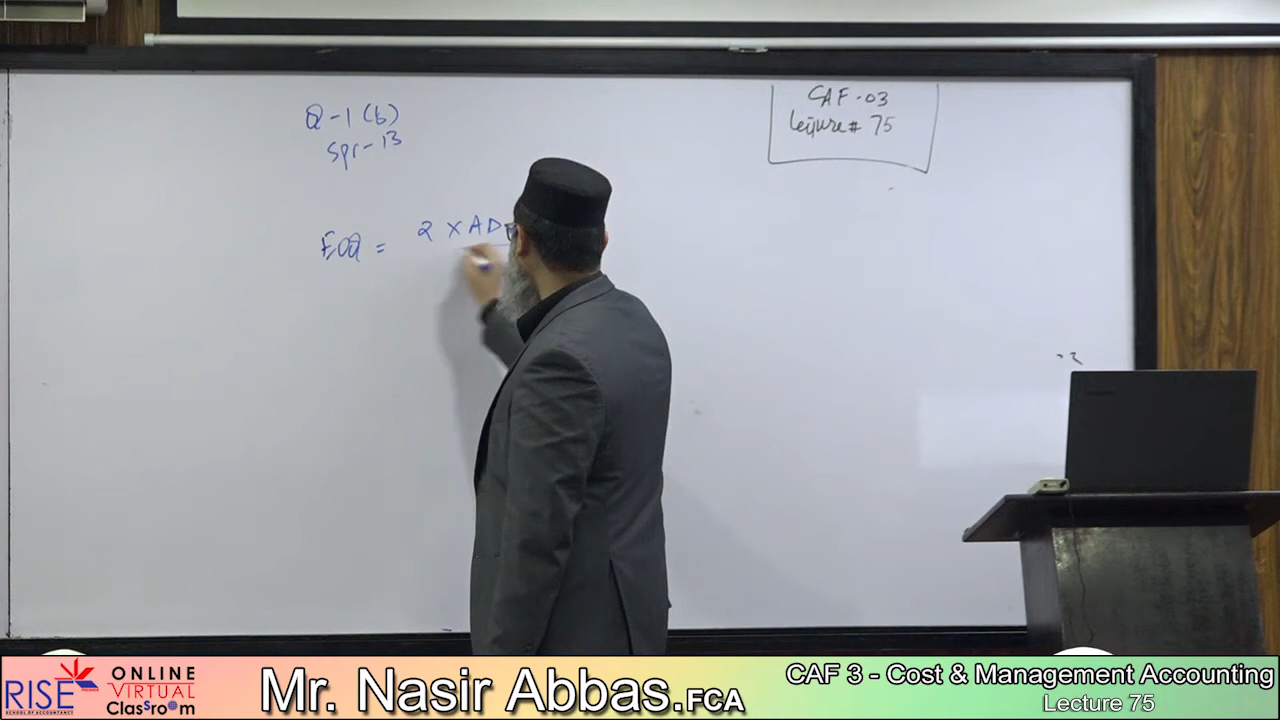 Q-1 (b)
Spr-13
CAF-03
Lecture # 75
EOQ = 2 X AD
RISE PREMIER
SCHOOL OF ACCOUNTANCY
ONLINE
VIRTUAL
ClasSroom
Mr. Nasir Abbas.FCA
CAF 3 - Cost & Management Accounting
Lecture 75